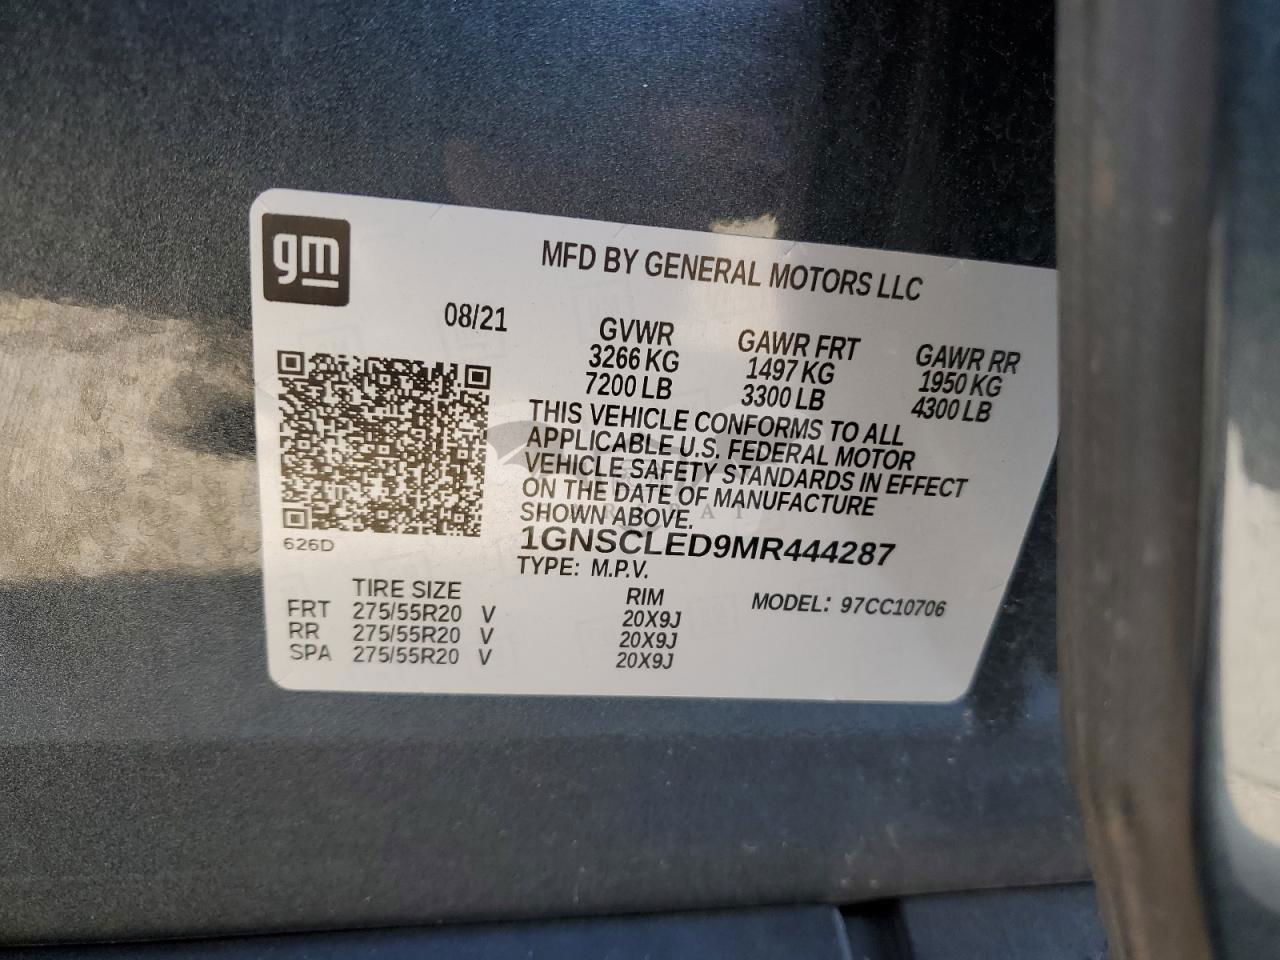 gm
MFD BY GENERAL MOTORS LLC
08/21
GVWR GAWR FRT GAWR RR
3266 KG 1497 KG 1950 KG
7200 LB 3300 LB 4300 LB
THIS VEHICLE CONFORMS TO ALL
APPLICABLE U.S. FEDERAL MOTOR
VEHICLE SAFETY STANDARDS IN EFFECT
ON THE DATE OF MANUFACTURE
SHOWN ABOVE.
626D
1GNSCLED9MR444287
TYPE: M.P.V.
TIRE SIZE RIM MODEL: 97CC10706
FRT 275/55R20 V 20X9J
RR 275/55R20 V 20X9J
SPA 275/55R20 V 20X9J